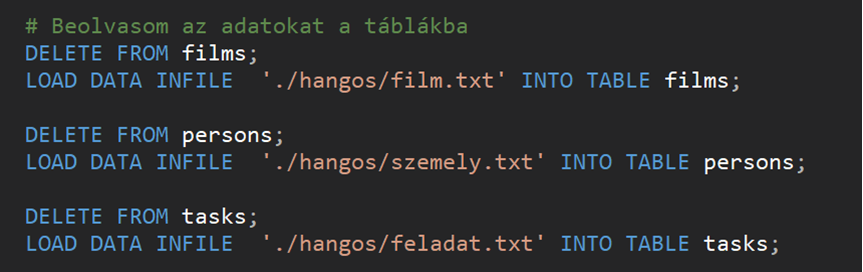 # Beolvasom az adatokat a táblákba
DELETE FROM films;
LOAD DATA INFILE  './hangos/film.txt' INTO TABLE films;
DELETE FROM persons;
LOAD DATA INFILE  './hangos/szemely.txt' INTO TABLE persons;
DELETE FROM tasks;
LOAD DATA INFILE  './hangos/feladat.txt' INTO TABLE tasks;